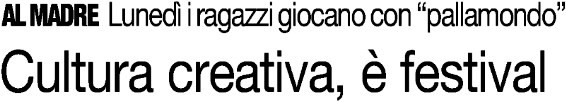 AL MADRE Lunedì i ragazzi giocano con “pallamondo”
Cultura creativa, è festival